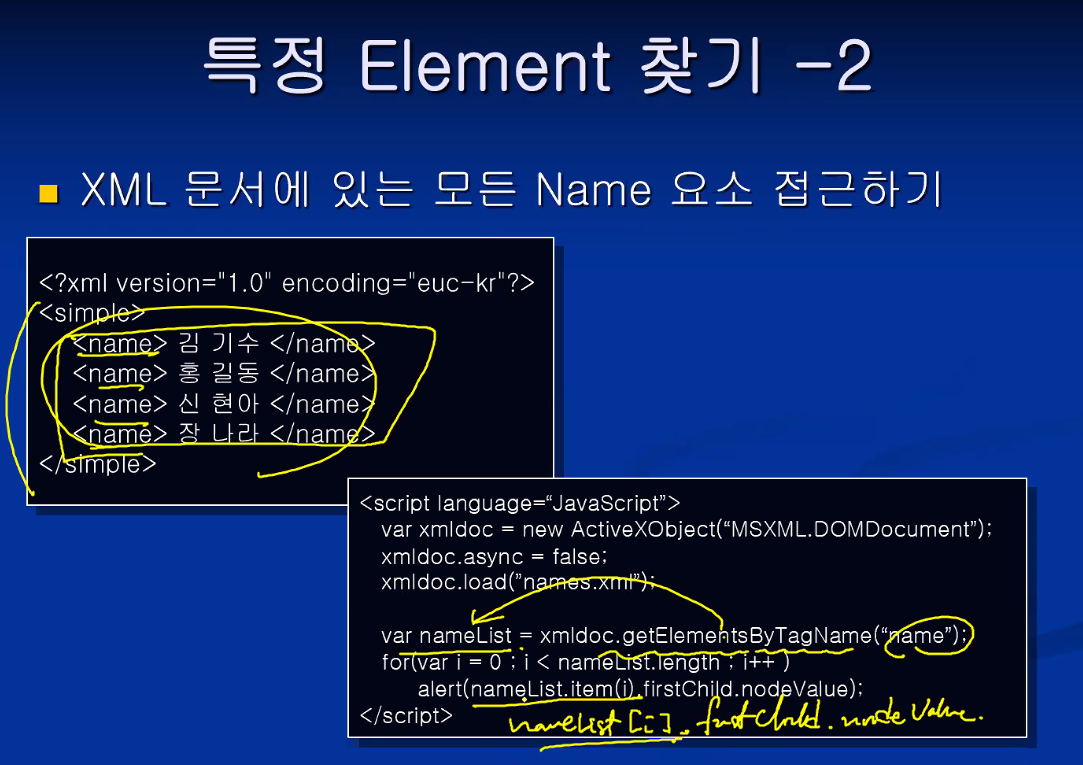 특정 Element 찾기 -2
XML 문서에 있는 모든 Name 요소 접근하기
<?xml version="1.0" encoding="euc-kr"?>
<simple>
<name> 김 기수 </name>
<name> 홍 길동 </name>
<name> 신 현아 </name>
<name> 장 나라 </name>
</simple>
<script language=“JavaScript”>
var xmldoc = new ActiveXObject(“MSXML.DOMDocument”);
xmldoc.async = false;
xmldoc.load(”names.xml”);
var nameList = xmldoc.getElementsByTagName(“name”);
for(var i = 0 ; i < nameList.length ; i++ )
alert(nameList.item(i).firstChild.nodeValue);
</script>
nameList [i]. firstChild. nodeValue.